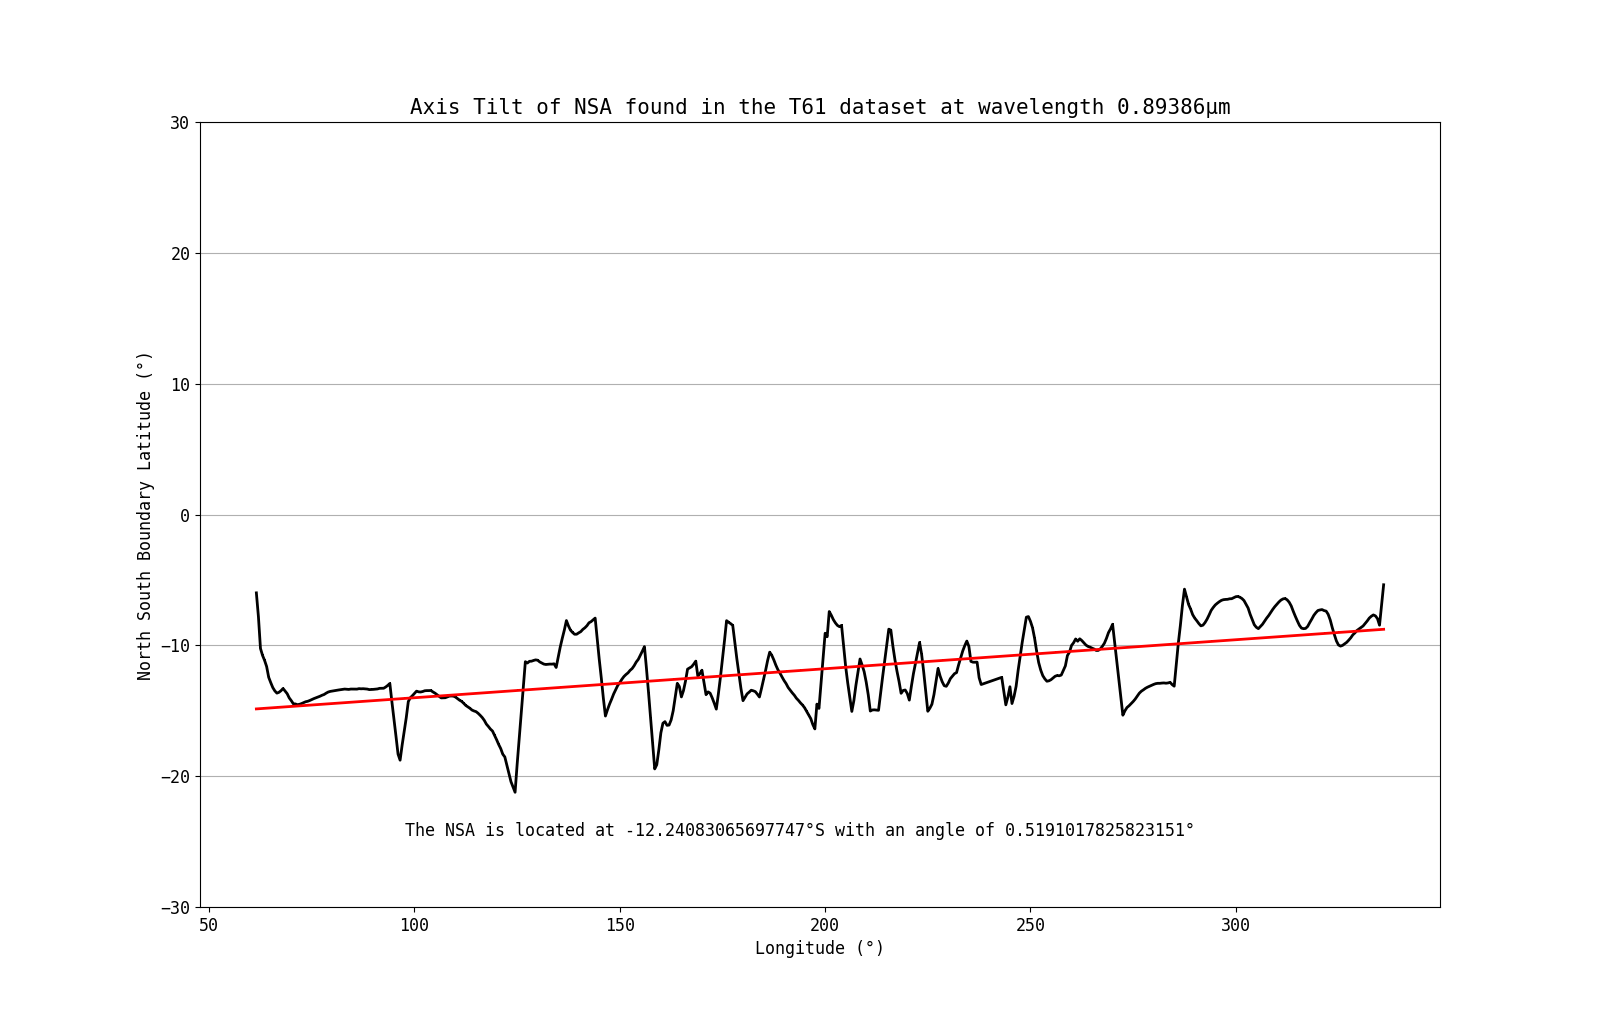 Axis Tilt of NSA found in the T61 dataset at wavelength 0.89386μm
30
20
10
0
−10
−20
−30
North South Boundary Latitude (°)
The NSA is located at -12.24083065697747°S with an angle of 0.5191017825823151°
50 100 150 200 250 300
Longitude (°)